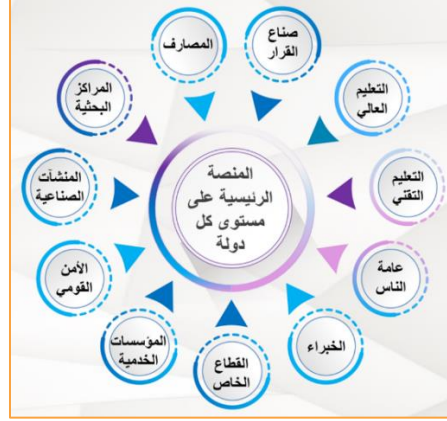 صناع
القرار
المصارف
التعليم
العالي
المراكز
البحثية
المنصة
الرئيسية على
مستوى كل
دولة
التعليم
التقني
المنشآت
الصناعية
عامة
الناس
الأمن
القومي
الخبراء
المؤسسات
الخدمية
القطاع
الخاص